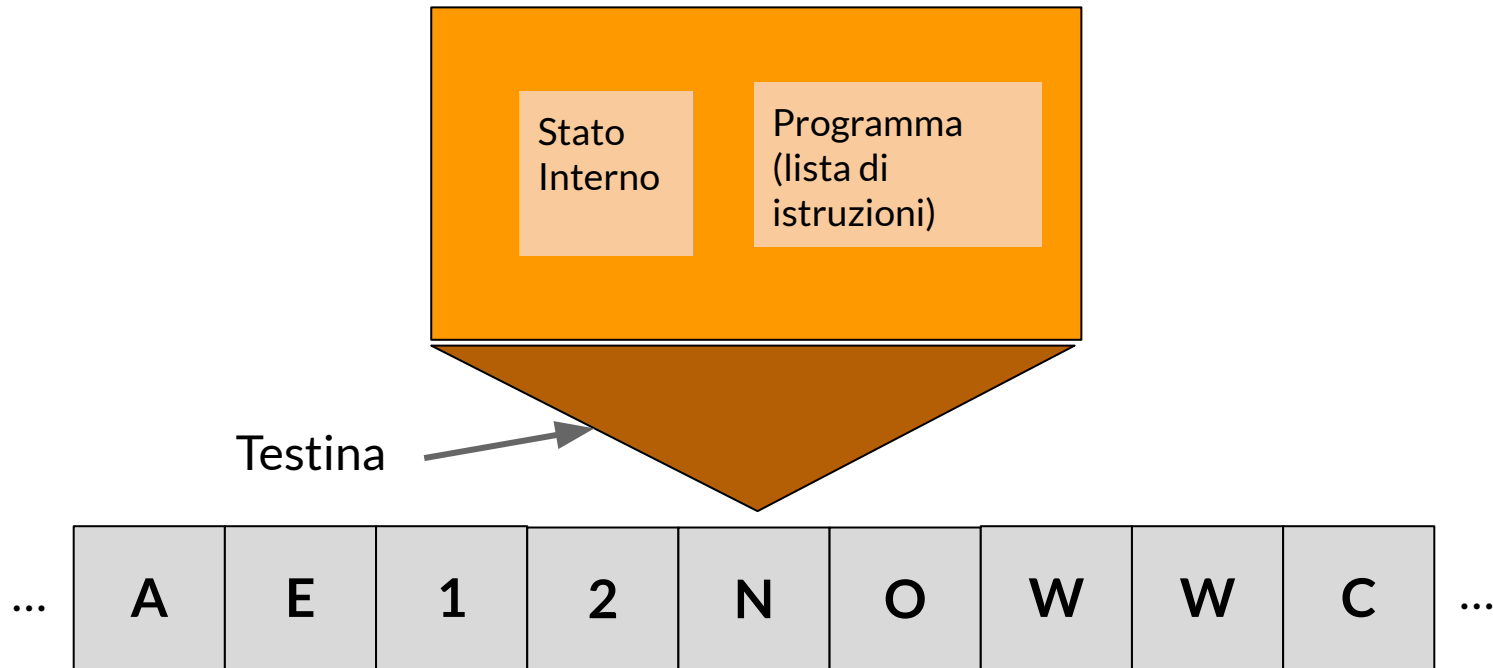 Stato
Interno
Programma
(lista di
istruzioni)
Testina
... A E 1 2 N O W W C ...